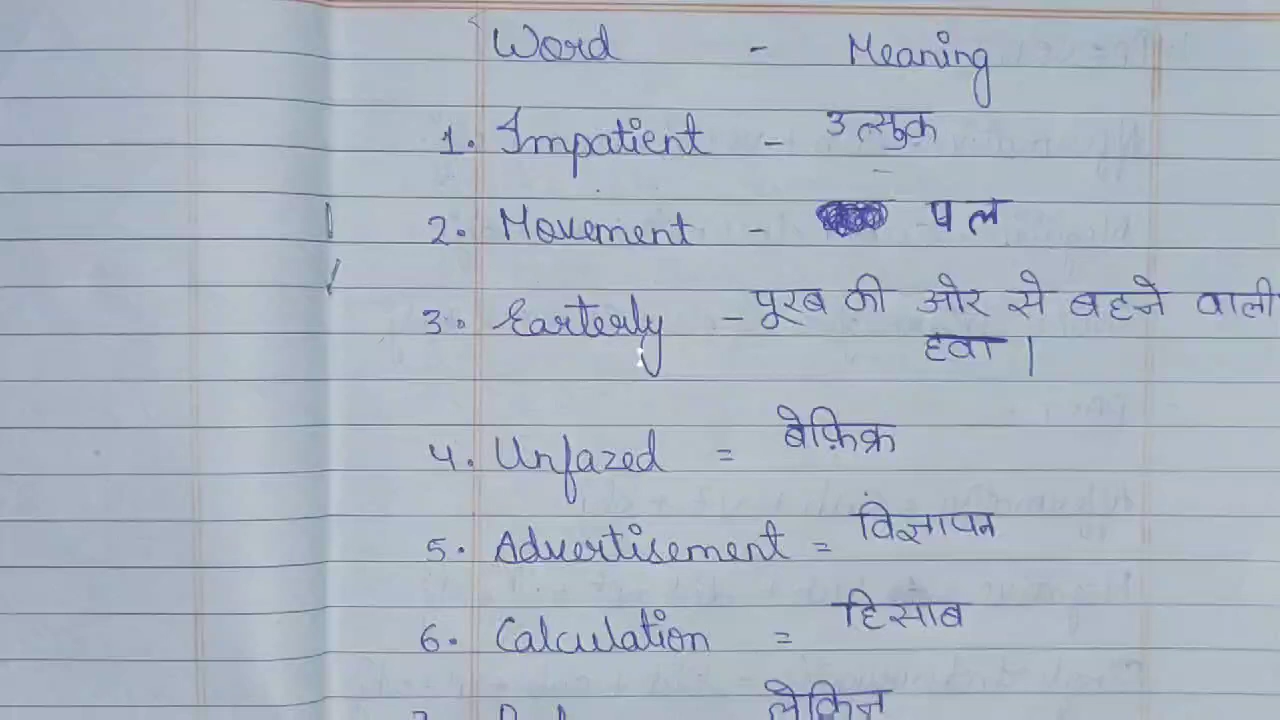 Word - Meaning
1. Impatient - उत्सुक
2. Movement - पल
3. Earterly - पूरब की ओर से बहने वाली
हवा।
4. Unfazed = बेफ़िक्र
5. Advertisement = विज्ञापन
6. Calculation = हिसाब
लेकिन